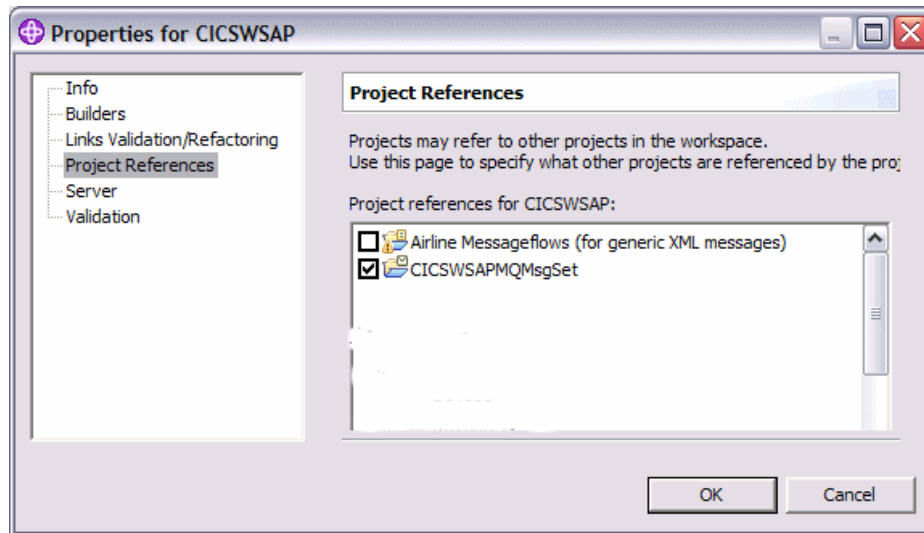 Properties for CICSWSAP
Info
Builders
Links Validation/Refactoring
Project References
Server
Validation
Project References
Projects may refer to other projects in the workspace.
Use this page to specify what other projects are referenced by the proj
Project references for CICSWSAP:
Airline Messageflows (for generic XML messages)
CICSWSAPMQMsgSet
OK
Cancel